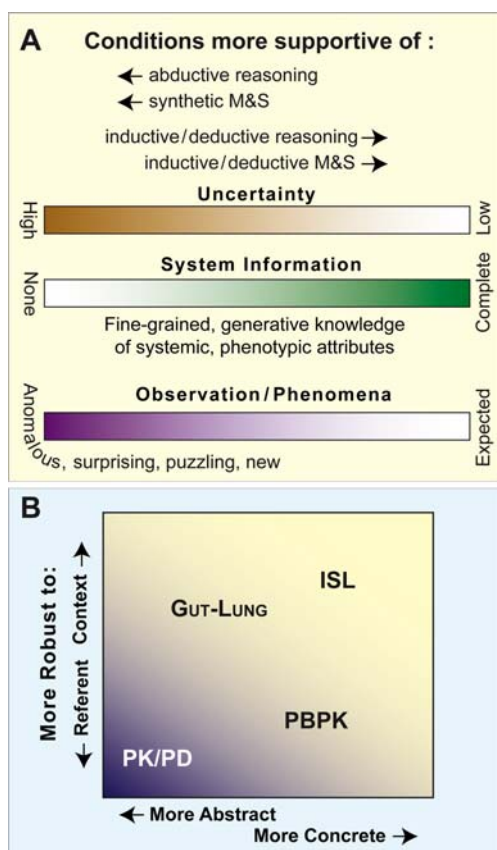 A
Conditions more supportive of :
← abductive reasoning
← synthetic M&S
inductive/deductive reasoning →
inductive/deductive M&S →
Uncertainty
High
Low
System Information
None
Complete
Fine-grained, generative knowledge
of systemic, phenotypic attributes
Observation/Phenomena
Anomalous, surprising, puzzling, new
Expected
B
More Robust to:
← Referent Context →
ISL
GUT-LUNG
PBPK
PK/PD
← More Abstract
More Concrete →